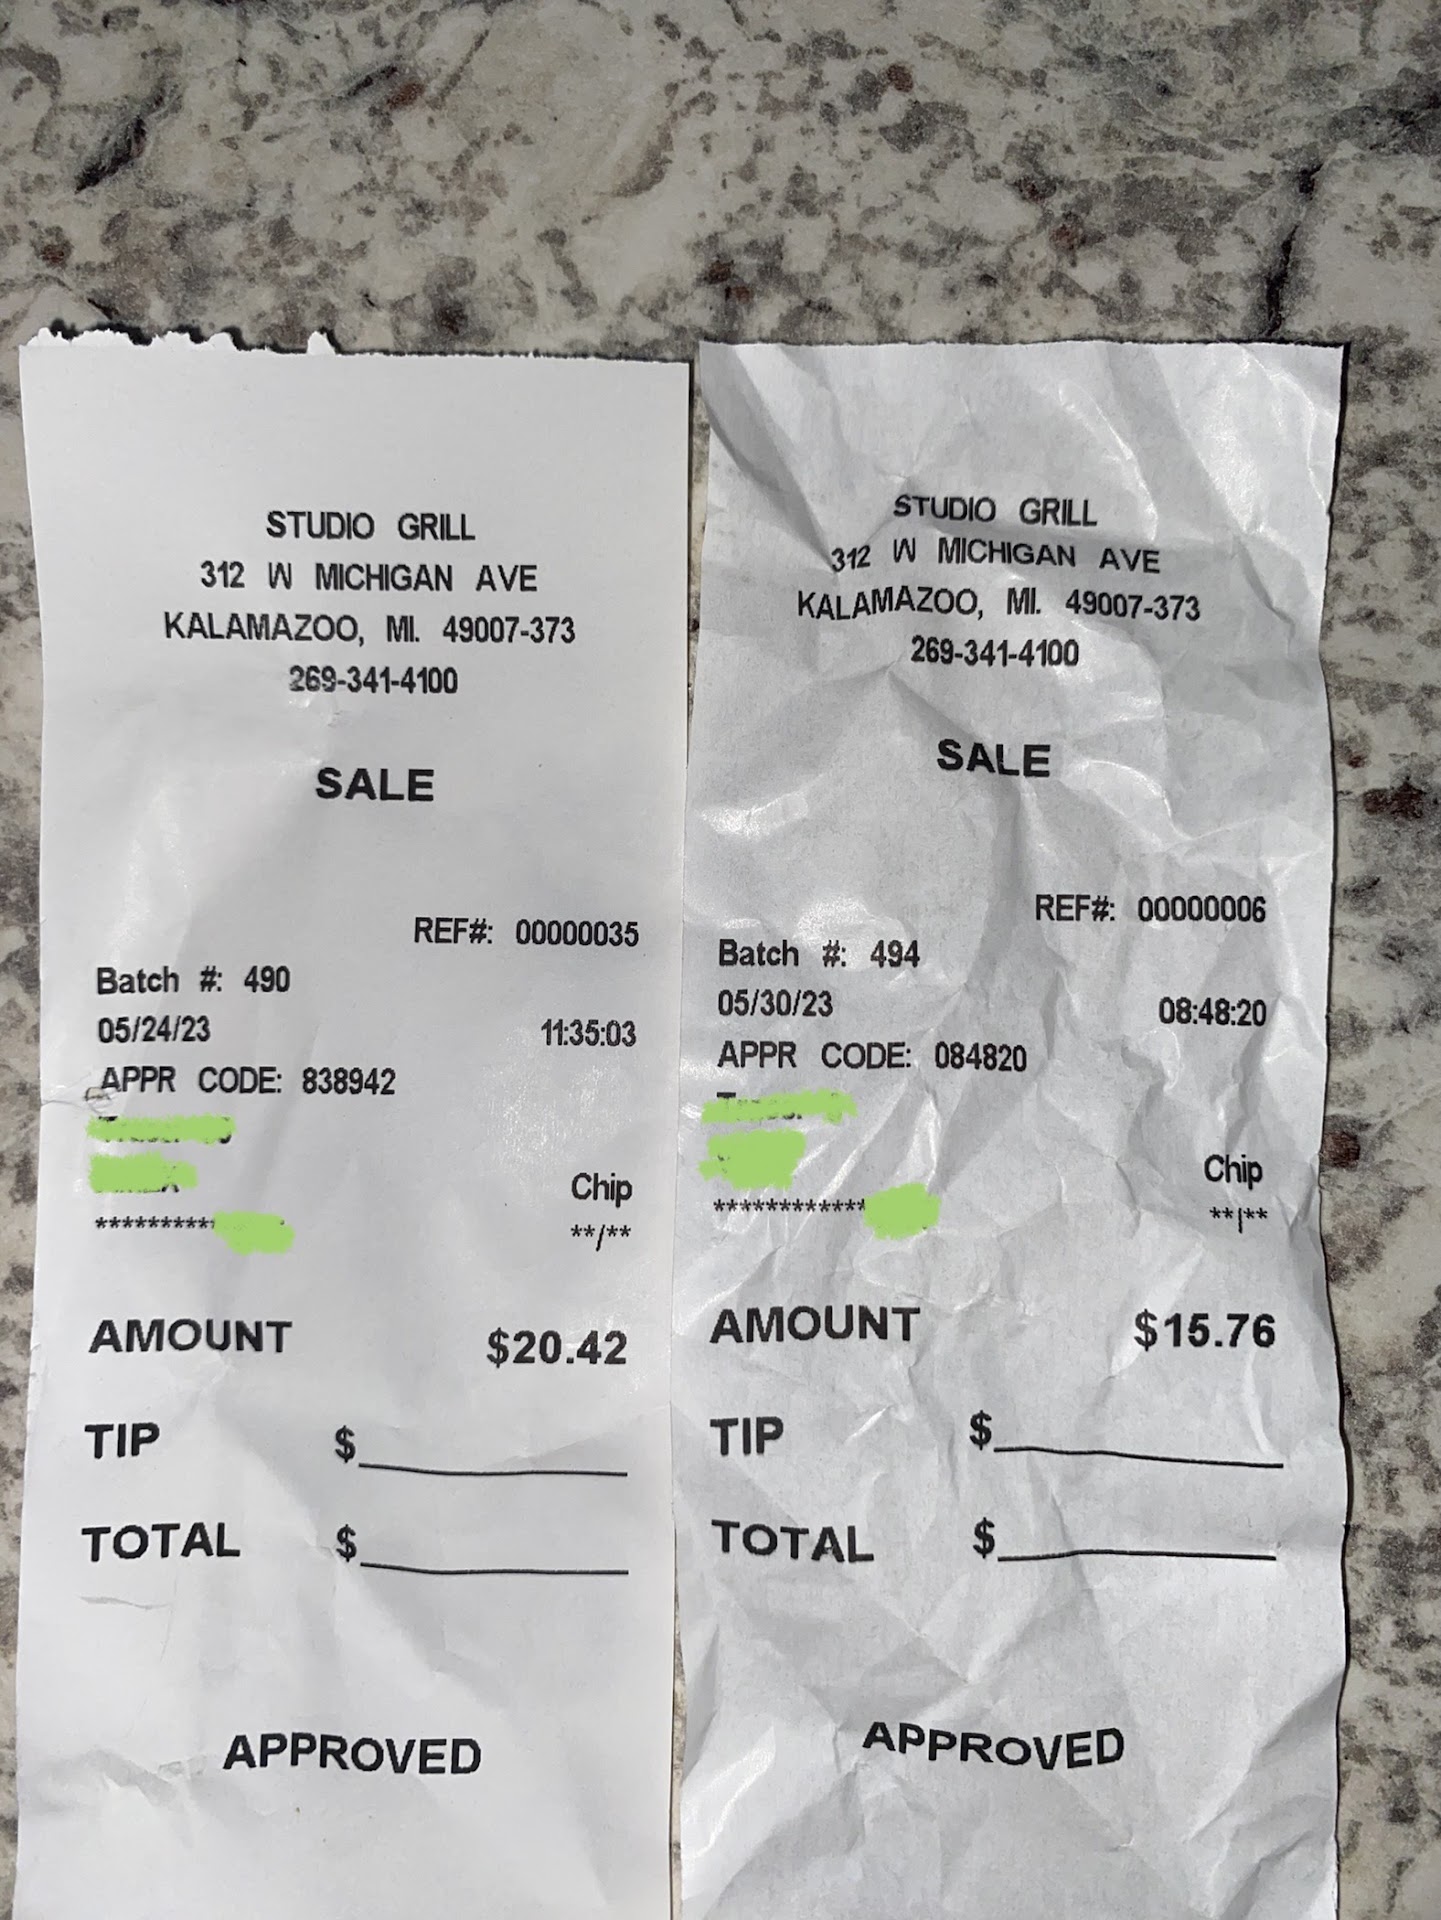 STUDIO GRILL
312 W MICHIGAN AVE
KALAMAZOO, MI. 49007-373
269-341-4100
SALE
REF#: 00000035
Batch #: 490
05/24/23 11:35:03
APPR CODE: 838942
Chip
********* **/**
AMOUNT $20.42
TIP $
TOTAL $
APPROVED
STUDIO GRILL
312 W MICHIGAN AVE
KALAMAZOO, MI. 49007-373
269-341-4100
SALE
REF#: 00000006
Batch #: 494
05/30/23 08:48:20
APPR CODE: 084820
Chip
************ **/**
AMOUNT $15.76
TIP $
TOTAL $
APPROVED